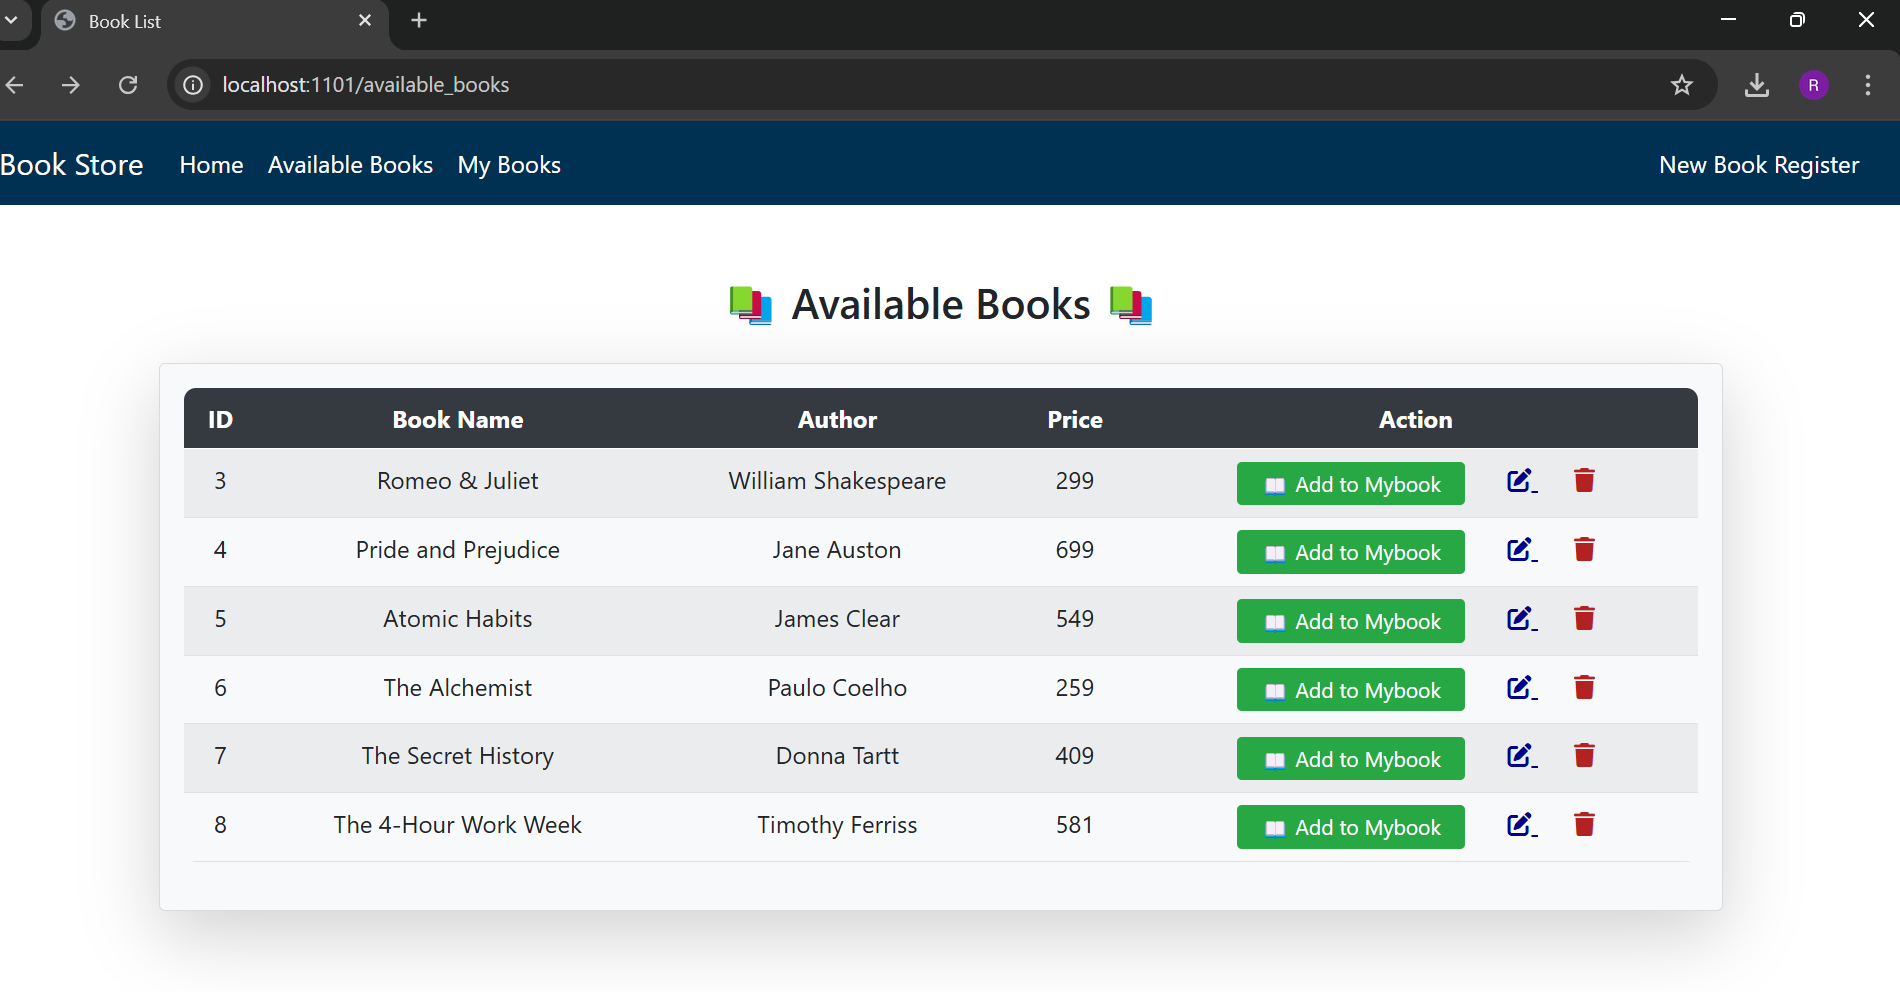 Book List
localhost:1101/available_books
R
Book Store Home Available Books My Books New Book Register
Available Books
ID Book Name Author Price Action
3 Romeo & Juliet William Shakespeare 299 Add to Mybook
4 Pride and Prejudice Jane Auston 699 Add to Mybook
5 Atomic Habits James Clear 549 Add to Mybook
6 The Alchemist Paulo Coelho 259 Add to Mybook
7 The Secret History Donna Tartt 409 Add to Mybook
8 The 4-Hour Work Week Timothy Ferriss 581 Add to Mybook